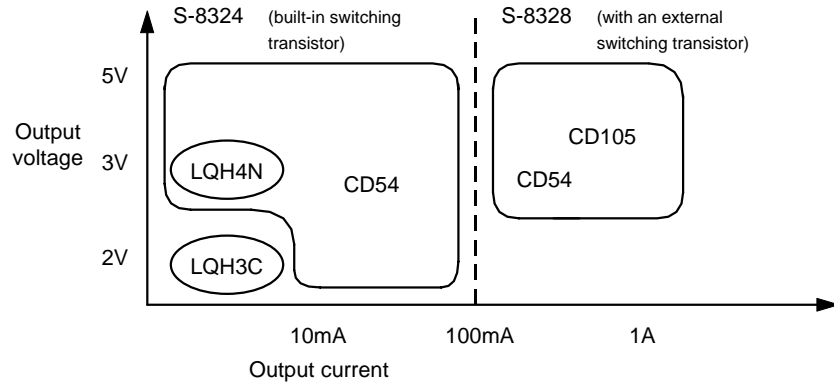 S-8324 (built-in switching transistor)
S-8328 (with an external switching transistor)
5V
Output voltage
3V
2V
LQH4N
CD54
LQH3C
CD105
CD54
10mA
100mA
1A
Output current